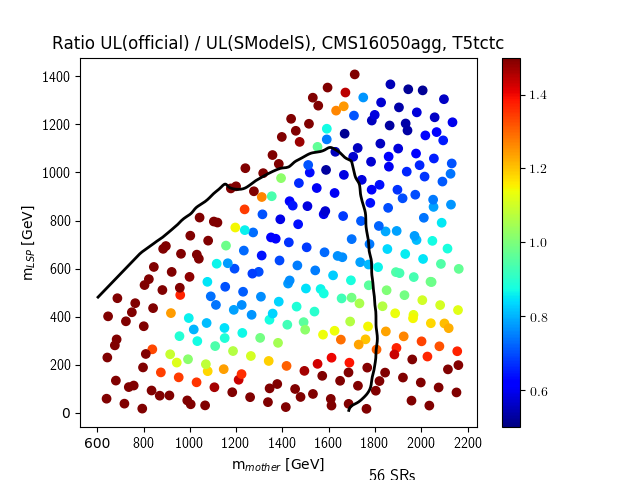 Ratio UL(official) / UL(SModelS), CMS16050agg, T5tctc
m_LSP [GeV]
1400
1200
1000
800
600
400
200
0
600 800 1000 1200 1400 1600 1800 2000 2200
m_mother [GeV]
56 SRs
1.4
1.2
1.0
0.8
0.6